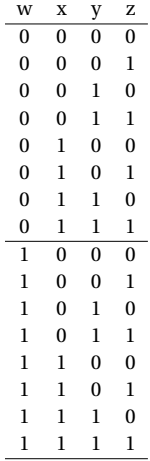 w x y z
0 0 0 0
0 0 0 1
0 0 1 0
0 0 1 1
0 1 0 0
0 1 0 1
0 1 1 0
0 1 1 1
1 0 0 0
1 0 0 1
1 0 1 0
1 0 1 1
1 1 0 0
1 1 0 1
1 1 1 0
1 1 1 1